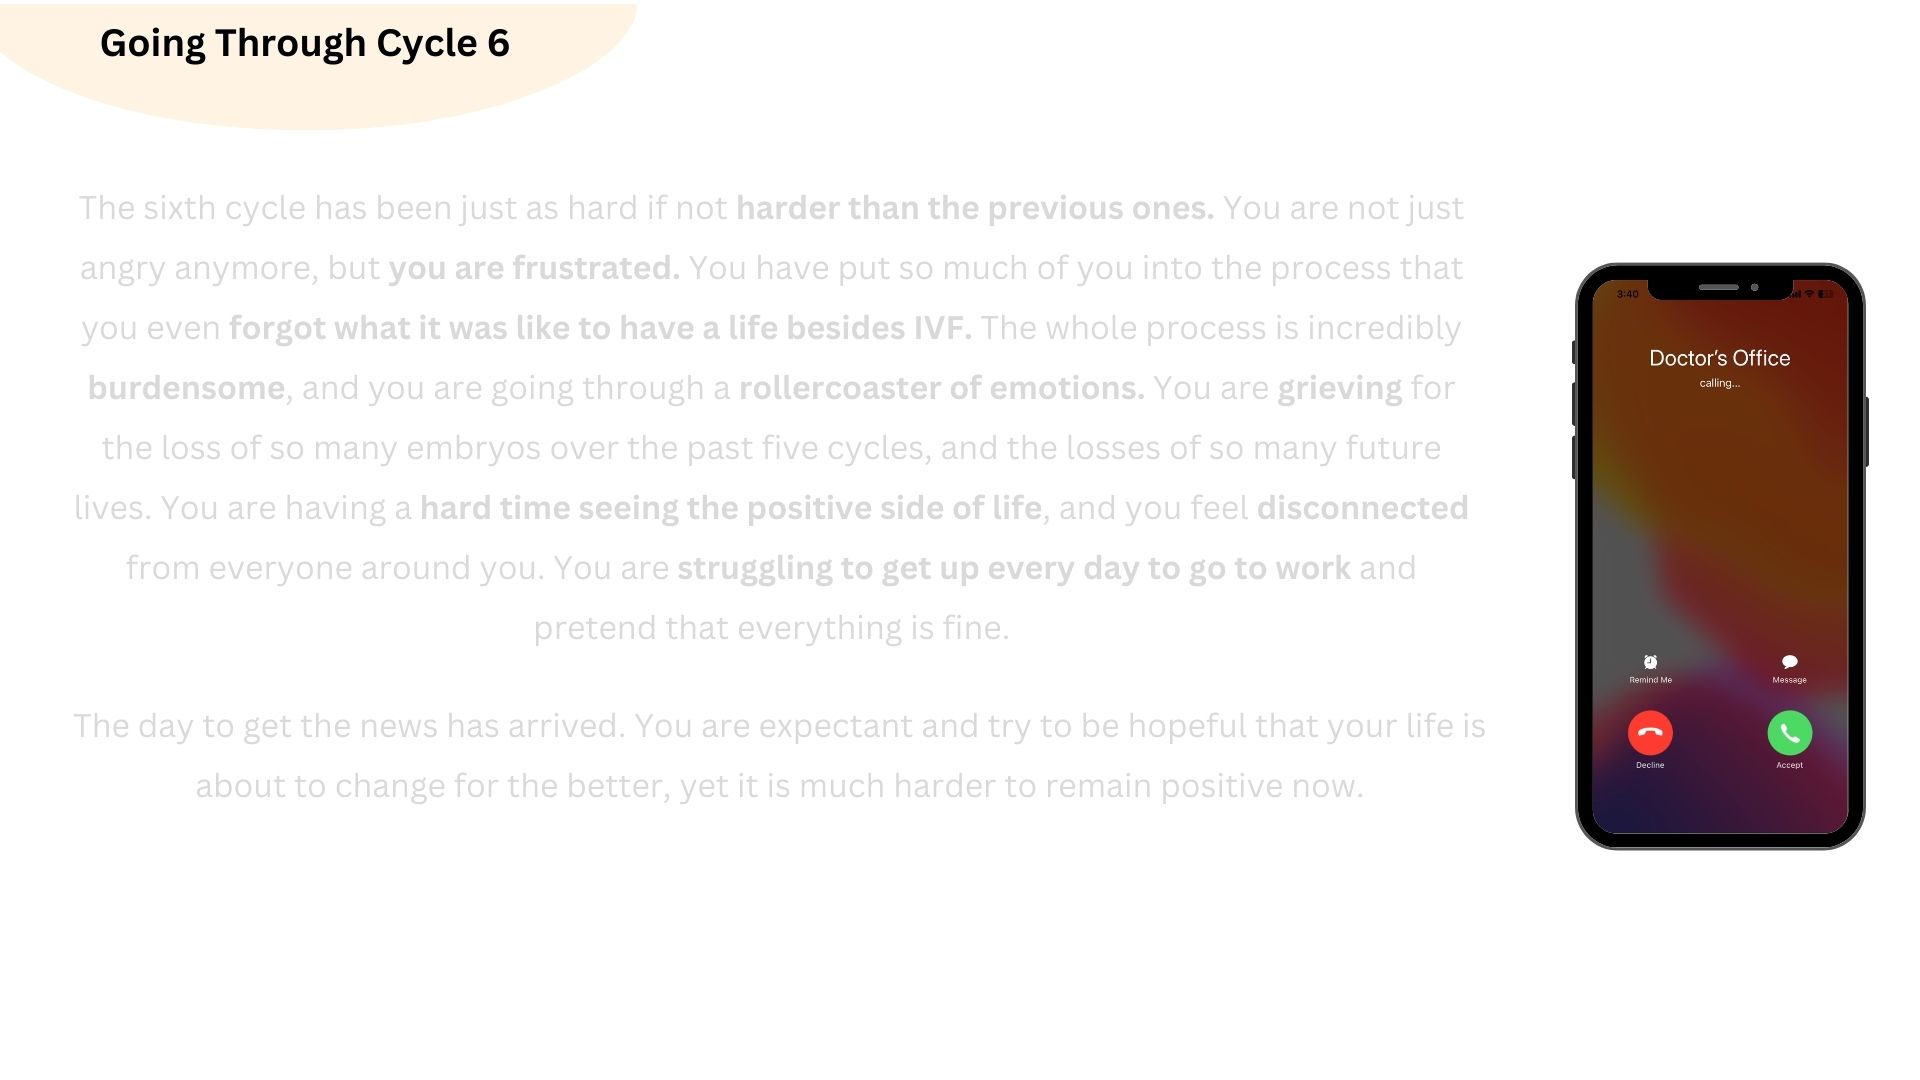 Going Through Cycle 6
The sixth cycle has been just as hard if not harder than the previous ones. You are not just
angry anymore, but you are frustrated. You have put so much of you into the process that
you even forgot what it was like to have a life besides IVF. The whole process is incredibly
burdensome, and you are going through a rollercoaster of emotions. You are grieving for
the loss of so many embryos over the past five cycles, and the losses of so many future
lives. You are having a hard time seeing the positive side of life, and you feel disconnected
from everyone around you. You are struggling to get up every day to go to work and
pretend that everything is fine.
The day to get the news has arrived. You are expectant and try to be hopeful that your life is
about to change for the better, yet it is much harder to remain positive now.
3:40
Doctor's Office
calling...
Remind Me
Message
Decline
Accept